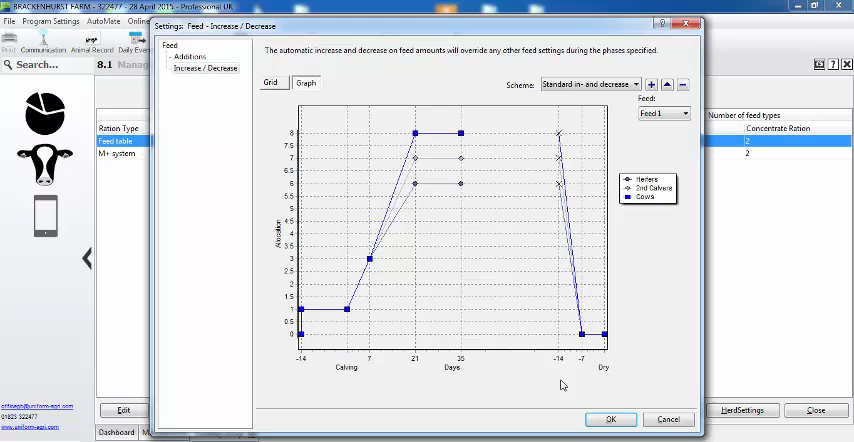 BRACKENHURST FARM - 322477 - 28 April 2015 - Professional UK
File Program Settings AutoMate Online
Print Communication Animal Record Daily Even
Search...
8.1 Manag
Ration Type
Feed table
M+ system
Number of feed types
Concentrate Ration
2
2
Settings: Feed - Increase / Decrease
Feed
Additions
Increase / Decrease
The automatic increase and decrease on feed amounts will override any other feed settings during the phases specified.
Grid Graph
Scheme: Standard in- and decrease
Feed:
Feed 1
Allocation
8
7
6
5.5
5
4.5
4
3.5
3
2.5
2
1.5
1
0.5
0
-14 7 21 35 -14 -7
Calving Days Dry
Heifers
2nd Calvers
Cows
OK Cancel
officegb@uniform-agri.com
01823 322477
www.uniform-agri.com
Edit HerdSettings Close
Dashboard